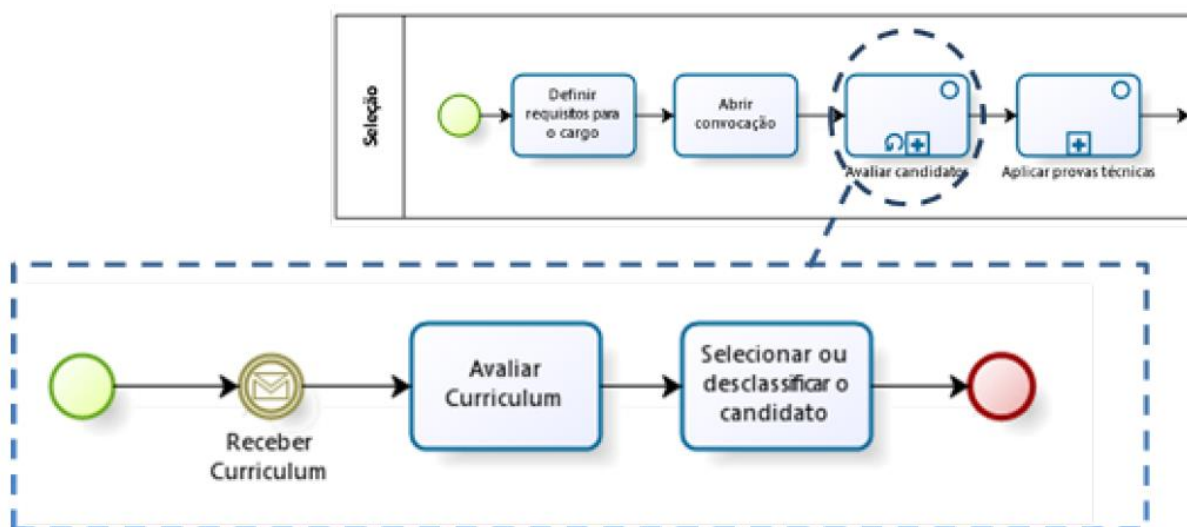 Seleção
Definir
requisitos para
o cargo
Abrir
convocação
Avaliar candidatos
Aplicar provas técnicas
Receber
Curriculum
Avaliar
Curriculum
Selecionar ou
desclassificar o
candidato